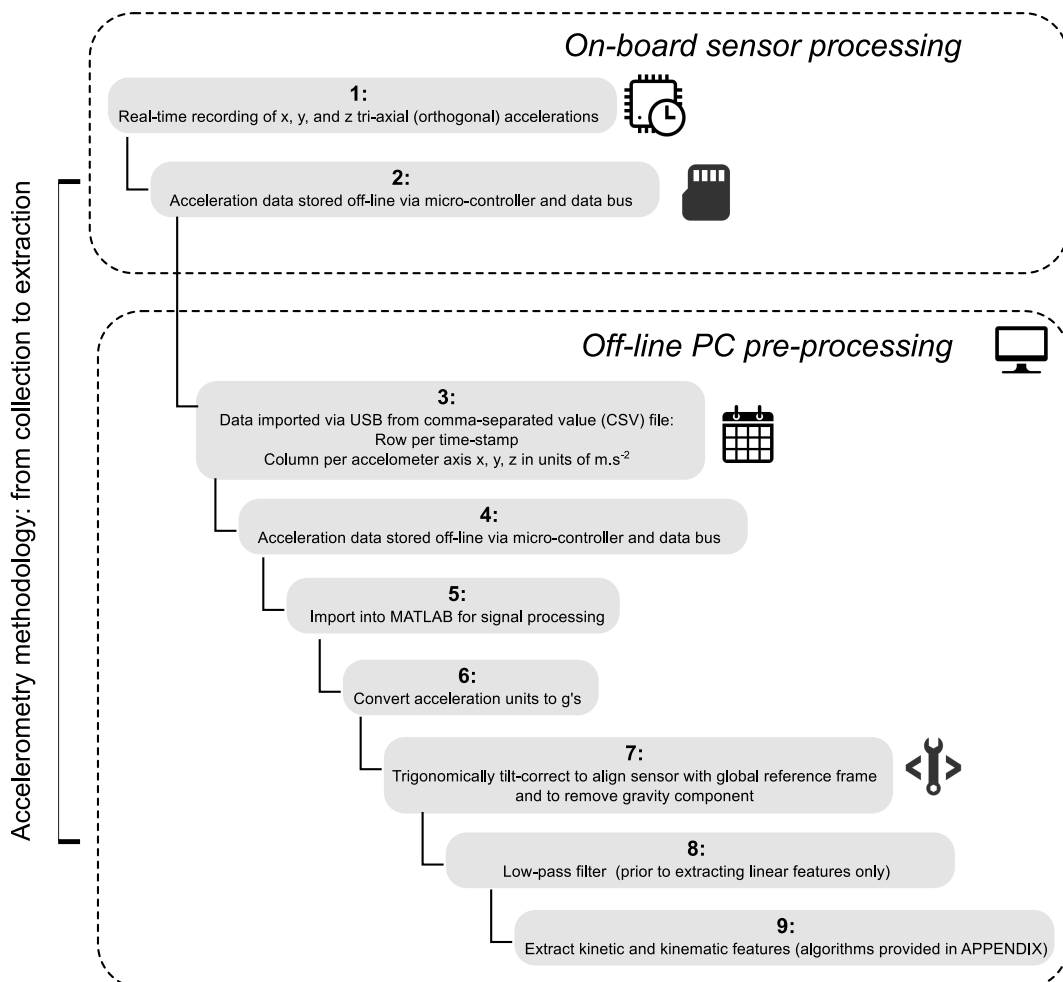 Accelerometry methodology: from collection to extraction
On-board sensor processing
1:
Real-time recording of x, y, and z tri-axial (orthogonal) accelerations
2:
Acceleration data stored off-line via micro-controller and data bus
Off-line PC pre-processing
3:
Data imported via USB from comma-separated value (CSV) file:
Row per time-stamp
Column per accelometer axis x, y, z in units of m.s⁻²
4:
Acceleration data stored off-line via micro-controller and data bus
5:
Import into MATLAB for signal processing
6:
Convert acceleration units to g's
7:
Trigonomically tilt-correct to align sensor with global reference frame
and to remove gravity component
8:
Low-pass filter (prior to extracting linear features only)
9:
Extract kinetic and kinematic features (algorithms provided in APPENDIX)